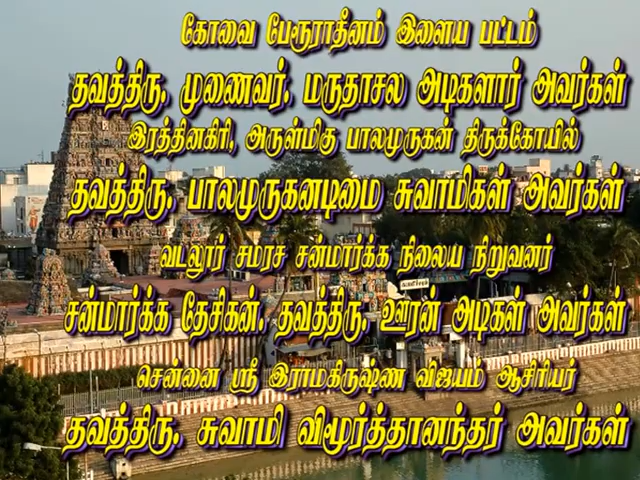 கோவை பேரூராதீனம் இளைய பட்டம்
தவத்திரு. முணைவர். மருதாசல அடிகளார் அவர்கள்
இரத்தினகிரி, அருள்மிகு பாலமுருகன் திருக்கோயில்
தவத்திரு. பாலமுருகனடிமை சுவாமிகள் அவர்கள்
வடலூர் சமரச சன்மார்க்க நிலைய நிறுவனர்
சன்மார்க்க தேசிகன். தவத்திரு. ஊரன் அடிகள் அவர்கள்
சென்னை ஸ்ரீ இராமகிருஷ்ண விஜயம் ஆசிரியர்
தவத்திரு. சுவாமி விமூர்த்தானந்தர் அவர்கள்